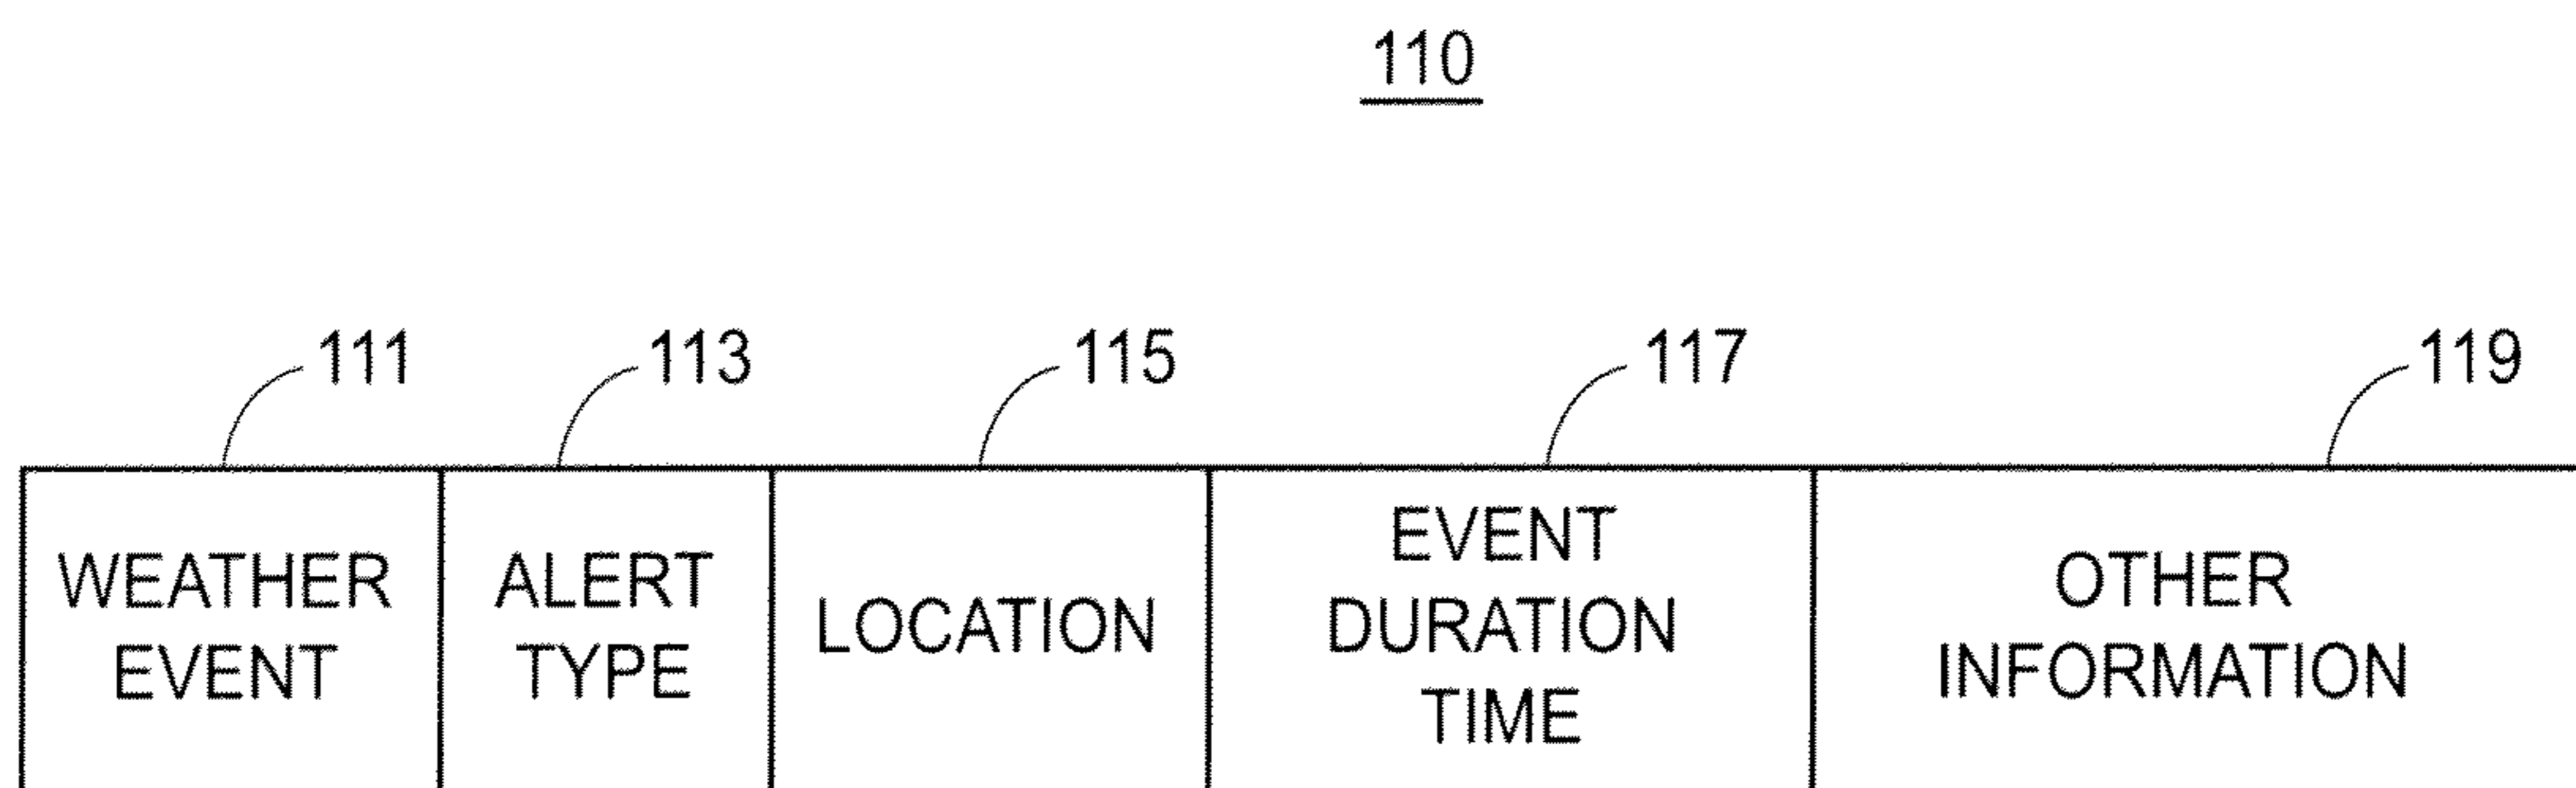 110
111 113 115 117 119
WEATHER
EVENT
ALERT
TYPE
LOCATION
EVENT
DURATION
TIME
OTHER
INFORMATION